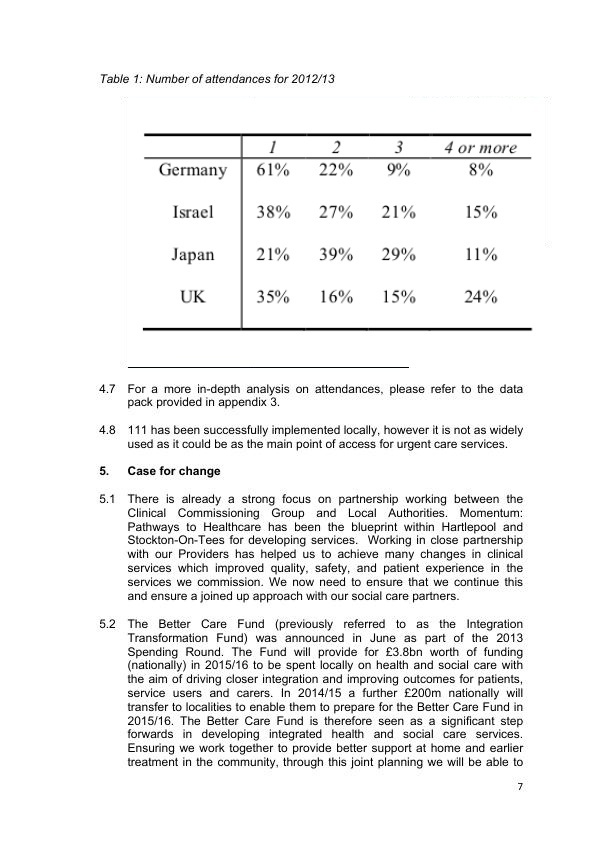 Table 1: Number of attendances for 2012/13
1 2 3 4 or more
Germany 61% 22% 9% 8%
Israel 38% 27% 21% 15%
Japan 21% 39% 29% 11%
UK 35% 16% 15% 24%
4.7 For a more in-depth analysis on attendances, please refer to the data
pack provided in appendix 3.
4.8 111 has been successfully implemented locally, however it is not as widely
used as it could be as the main point of access for urgent care services.
5. Case for change
5.1 There is already a strong focus on partnership working between the
Clinical Commissioning Group and Local Authorities. Momentum:
Pathways to Healthcare has been the blueprint within Hartlepool and
Stockton-On-Tees for developing services. Working in close partnership
with our Providers has helped us to achieve many changes in clinical
services which improved quality, safety, and patient experience in the
services we commission. We now need to ensure that we continue this
and ensure a joined up approach with our social care partners.
5.2 The Better Care Fund (previously referred to as the Integration
Transformation Fund) was announced in June as part of the 2013
Spending Round. The Fund will provide for £3.8bn worth of funding
(nationally) in 2015/16 to be spent locally on health and social care with
the aim of driving closer integration and improving outcomes for patients,
service users and carers. In 2014/15 a further £200m nationally will
transfer to localities to enable them to prepare for the Better Care Fund in
2015/16. The Better Care Fund is therefore seen as a significant step
forwards in developing integrated health and social care services.
Ensuring we work together to provide better support at home and earlier
treatment in the community, through this joint planning we will be able to
7